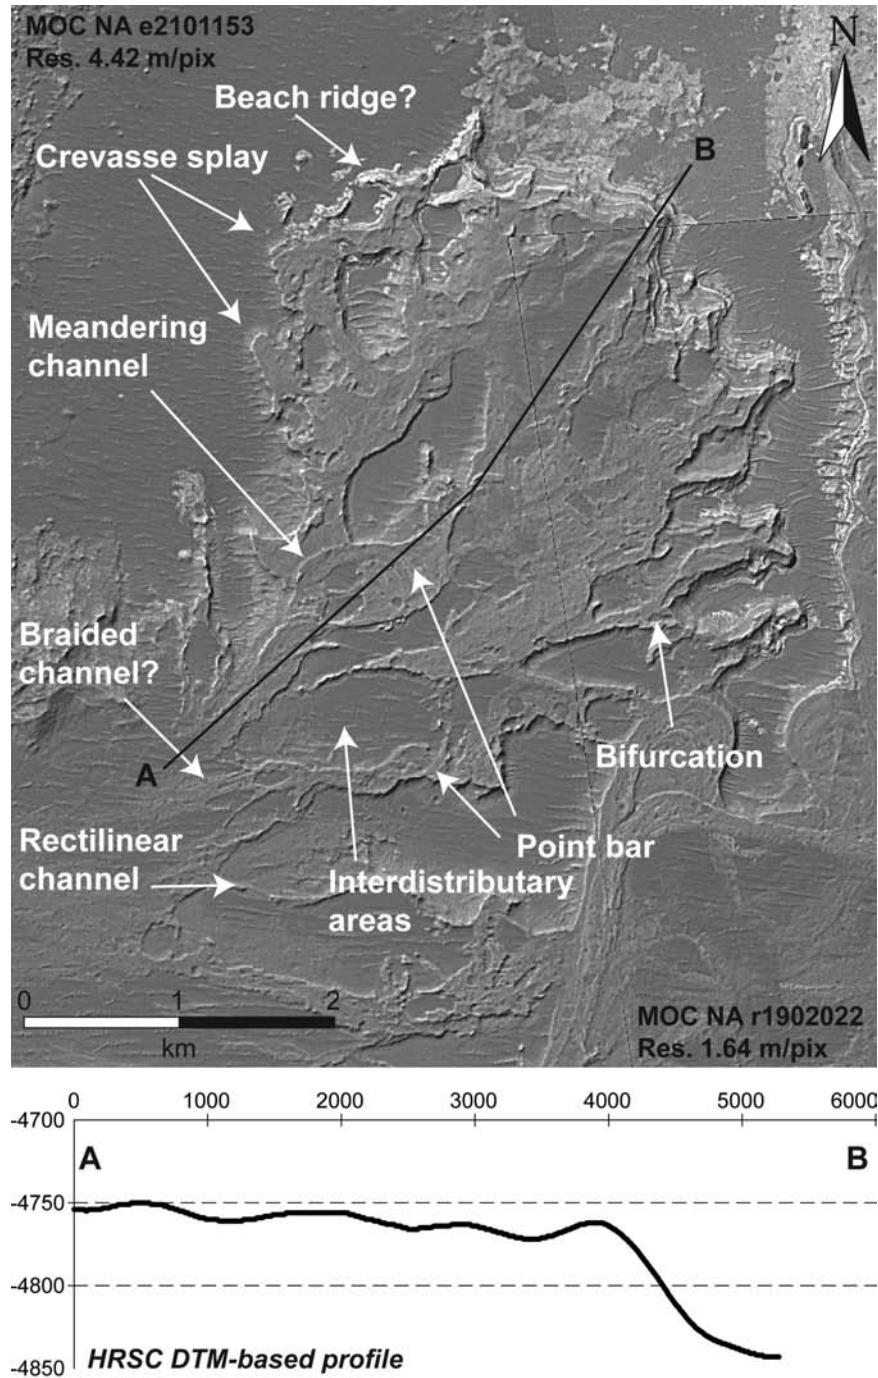 MOC NA e2101153
Res. 4.42 m/pix
N
Beach ridge?
B
Crevasse splay
Meandering
channel
Braided
channel?
A
Bifurcation
Rectilinear
channel
Point bar
Interdistributary
areas
0 1 2
km
MOC NA r1902022
Res. 1.64 m/pix
0 1000 2000 3000 4000 5000 6000
-4700
A B
-4750
-4800
-4850
HRSC DTM-based profile